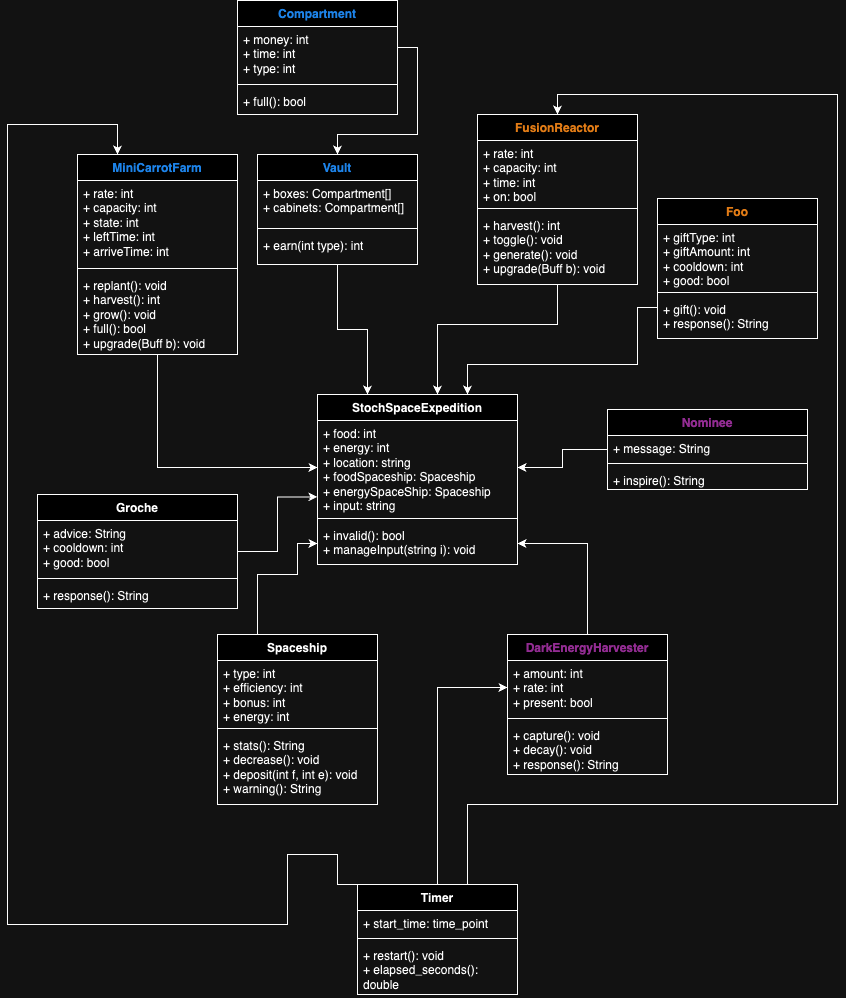 Compartment
+ money: int
+ time: int
+ type: int
+ full(): bool
MiniCarrotFarm
+ rate: int
+ capacity: int
+ state: int
+ leftTime: int
+ arriveTime: int
+ replant(): void
+ harvest(): int
+ grow(): void
+ full(): bool
+ upgrade(Buff b): void
Vault
+ boxes: Compartment[]
+ cabinets: Compartment[]
+ earn(int type): int
FusionReactor
+ rate: int
+ capacity: int
+ time: int
+ on: bool
+ harvest(): int
+ toggle(): void
+ generate(): void
+ upgrade(Buff b): void
Foo
+ giftType: int
+ giftAmount: int
+ cooldown: int
+ good: bool
+ gift(): void
+ response(): String
StochSpaceExpedition
+ food: int
+ energy: int
+ location: string
+ foodSpaceship: Spaceship
+ energySpaceShip: Spaceship
+ input: string
+ invalid(): bool
+ manageInput(string i): void
Nominee
+ message: String
+ inspire(): String
Groche
+ advice: String
+ cooldown: int
+ good: bool
+ response(): String
Spaceship
+ type: int
+ efficiency: int
+ bonus: int
+ energy: int
+ stats(): String
+ decrease(): void
+ deposit(int f, int e): void
+ warning(): String
DarkEnergyHarvester
+ amount: int
+ rate: int
+ present: bool
+ capture(): void
+ decay(): void
+ response(): String
Timer
+ start_time: time_point
+ restart(): void
+ elapsed_seconds():
double